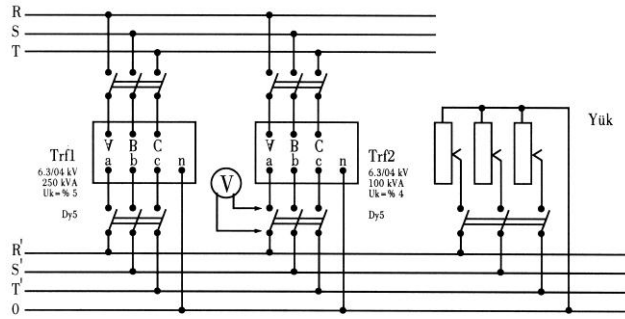 R
S
T
A B C
a b c n
Trf1
6.3/04 kV
250 kVA
Uk=% 5
Dy5
V
A B C
a b c n
Trf2
6.3/04 kV
100 kVA
Uk=% 4
Dy5
Yük
R'
S'
T'
0